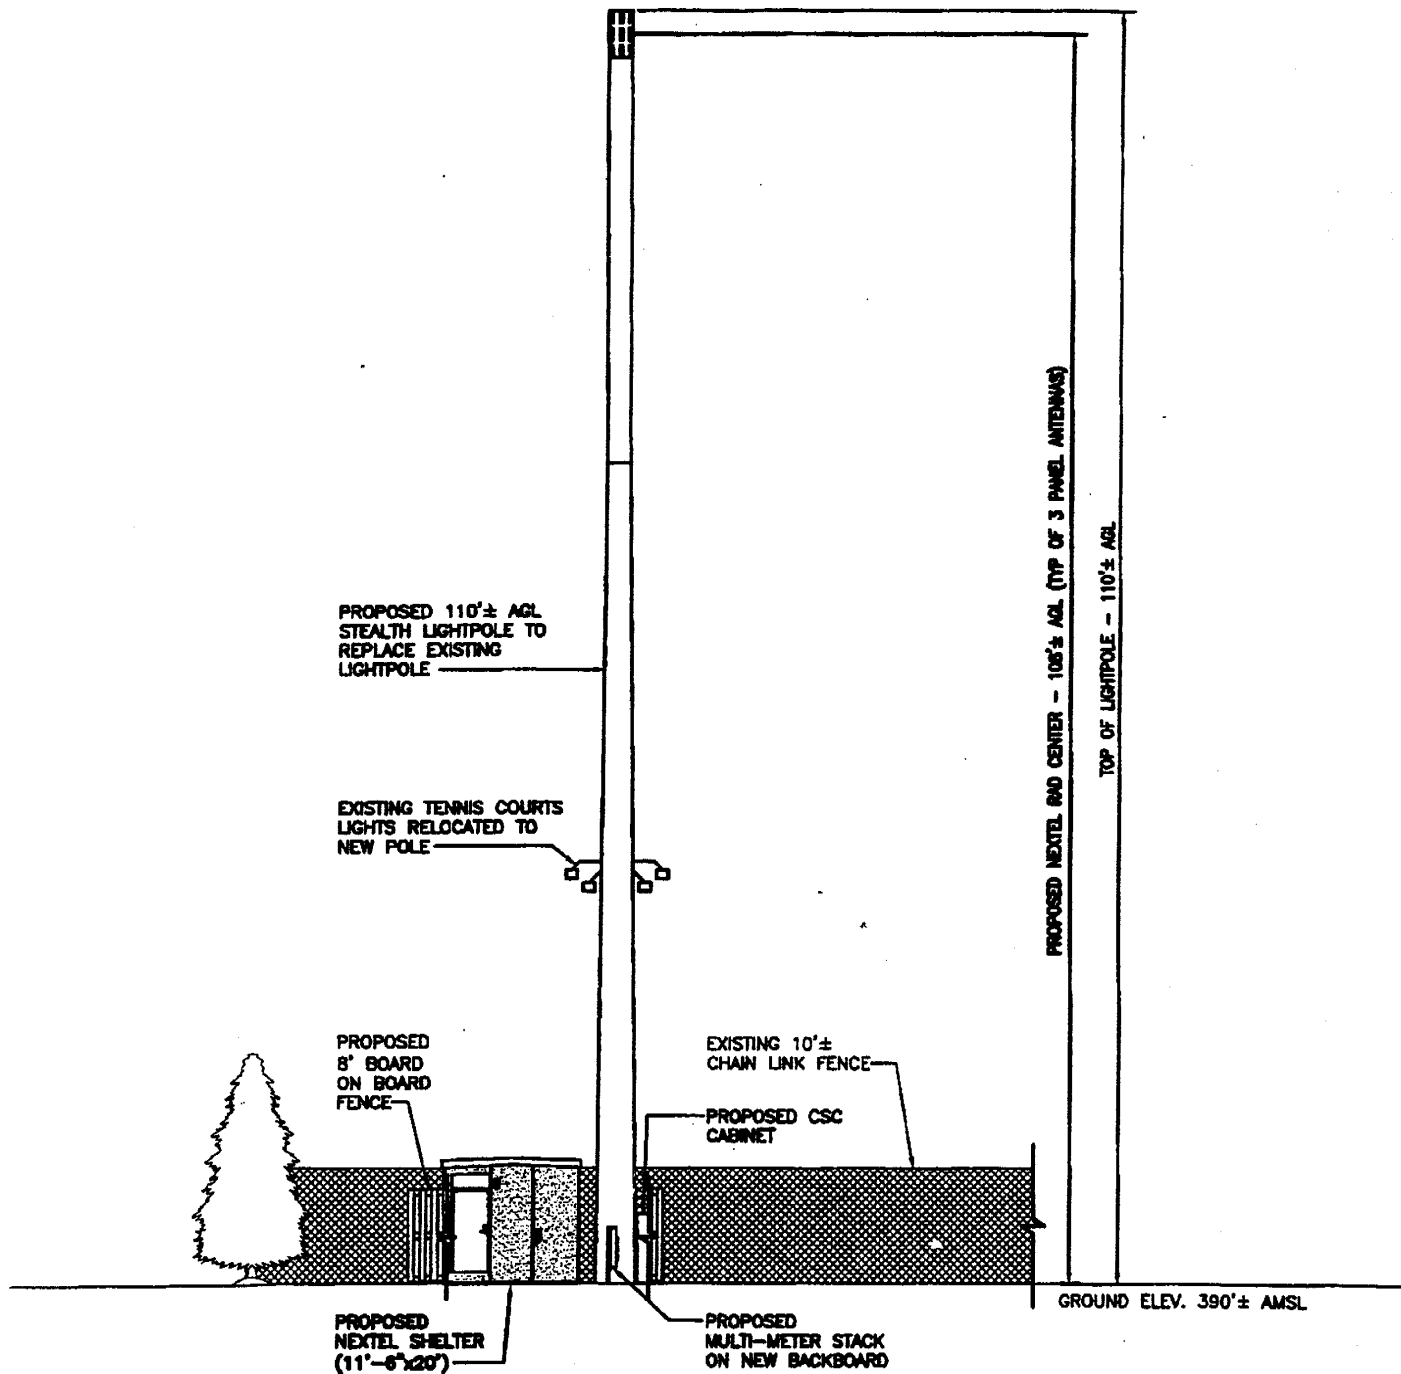 PROPOSED 110'± AGL
STEALTH LIGHTPOLE TO
REPLACE EXISTING
LIGHTPOLE
EXISTING TENNIS COURTS
LIGHTS RELOCATED TO
NEW POLE
PROPOSED
8' BOARD
ON BOARD
FENCE
EXISTING 10'±
CHAIN LINK FENCE
PROPOSED CSC
CABINET
PROPOSED
NEXTEL SHELTER
(11'-6"x20')
PROPOSED
MULTI-METER STACK
ON NEW BACKBOARD
PROPOSED NEXTEL RAD CENTER - 108'± AGL (TYP OF 3 PANEL ANTENNAS)
TOP OF LIGHTPOLE - 110'± AGL
GROUND ELEV. 390'± AMSL